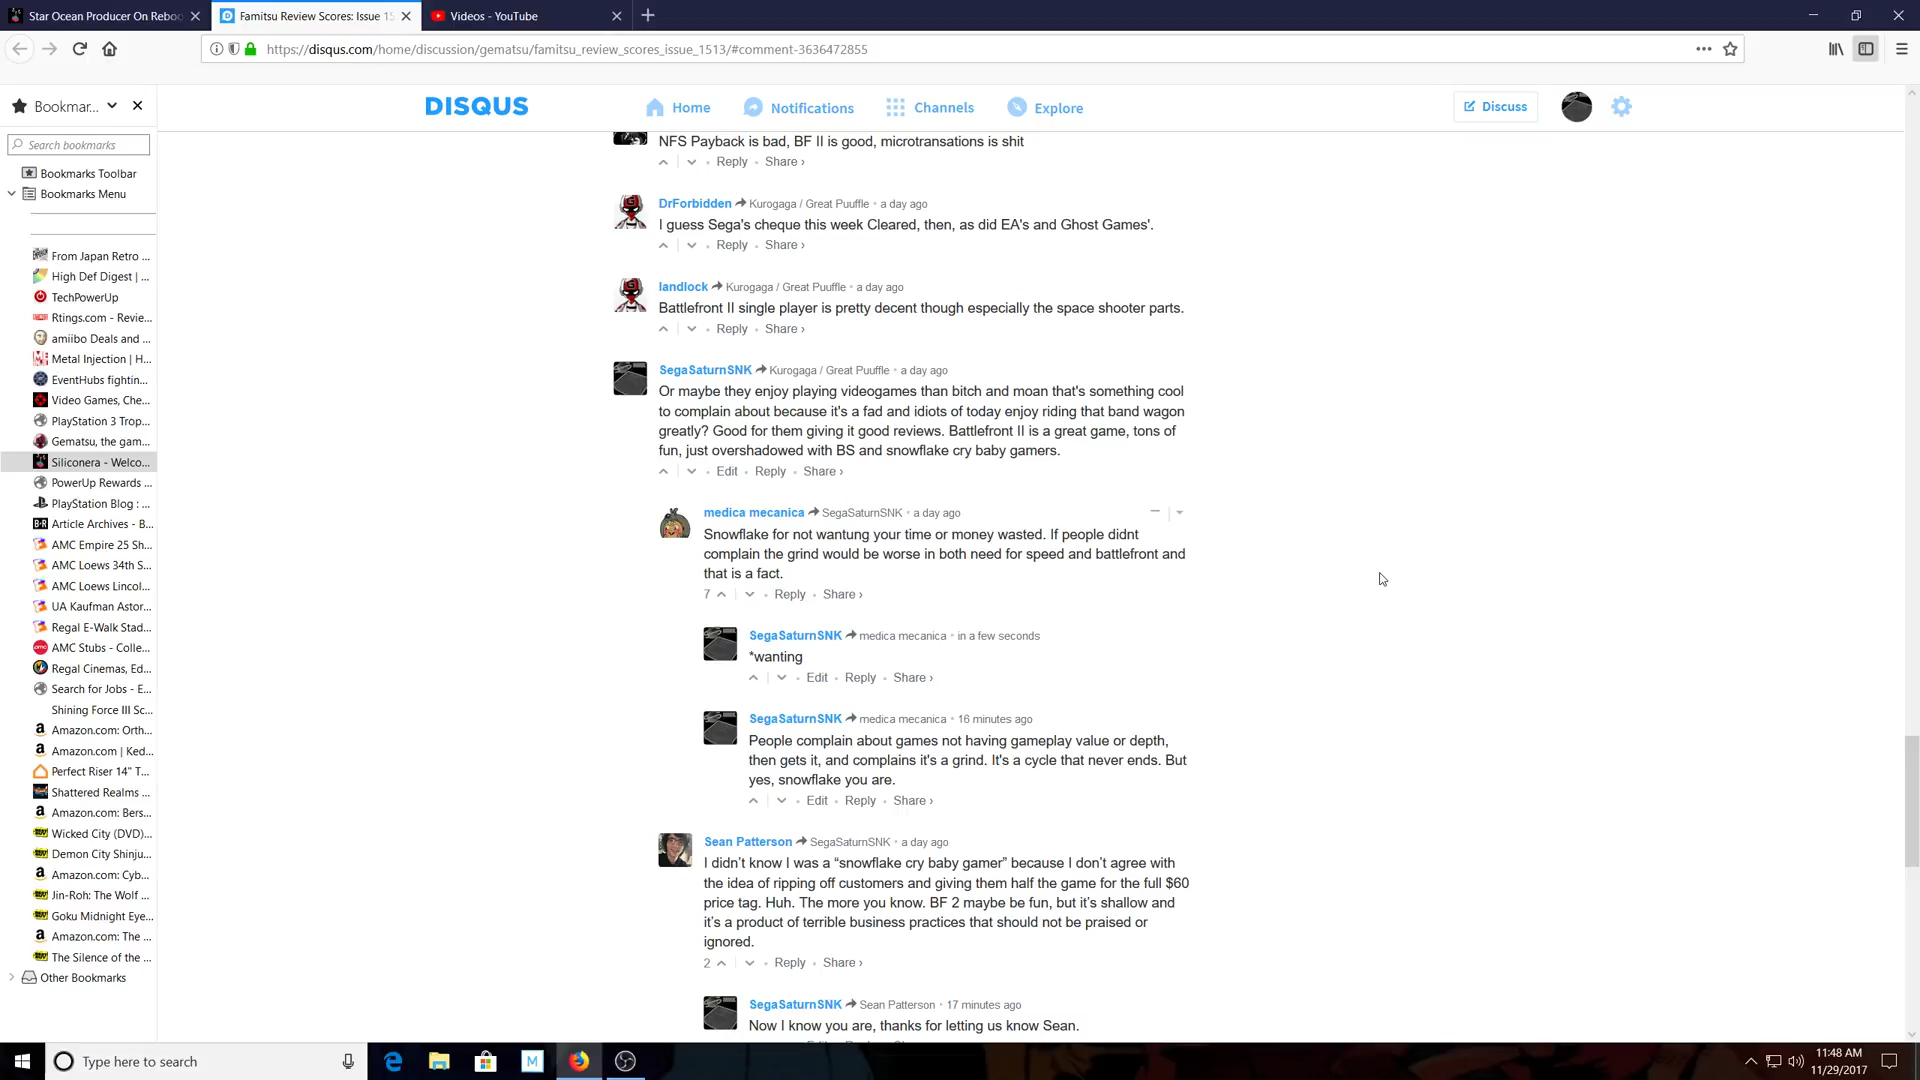 Star Ocean Producer On Reboo
Famitsu Review Scores: Issue 15
Videos - YouTube
https://disqus.com/home/discussion/gematsu/famitsu_review_scores_issue_1513/#comment-3636472855
Bookmar...
DISQUS
Home
Notifications
Channels
Explore
Discuss
Search bookmarks
Bookmarks Toolbar
Bookmarks Menu
From Japan Retro ...
High Def Digest | ...
TechPowerUp
Rtings.com - Revie...
amiibo Deals and ...
Metal Injection | H...
EventHubs fightin...
Video Games, Che...
PlayStation 3 Trop...
Gematsu, the gam...
Siliconera - Welco...
PowerUp Rewards ...
PlayStation Blog : ...
Article Archives - B...
AMC Empire 25 Sh...
AMC Loews 34th S...
AMC Loews Lincol...
UA Kaufman Astor...
Regal E-Walk Stad...
AMC Stubs - Colle...
Regal Cinemas, Ed...
Search for Jobs - E...
Shining Force III Sc...
Amazon.com: Orth...
Amazon.com | Ked...
Perfect Riser 14" T...
Shattered Realms ...
Amazon.com: Bers...
Wicked City (DVD)...
Demon City Shinju...
Amazon.com: Cyb...
Jin-Roh: The Wolf ...
Goku Midnight Eye...
Amazon.com: The ...
The Silence of the ...
Other Bookmarks
NFS Payback is bad, BF II is good, microtransations is shit
Reply Share ›
DrForbidden Kurogaga / Great Puuffle • a day ago
I guess Sega's cheque this week Cleared, then, as did EA's and Ghost Games'.
Reply Share ›
landlock Kurogaga / Great Puuffle • a day ago
Battlefront II single player is pretty decent though especially the space shooter parts.
Reply Share ›
SegaSaturnSNK Kurogaga / Great Puuffle • a day ago
Or maybe they enjoy playing videogames than bitch and moan that's something cool
to complain about because it's a fad and idiots of today enjoy riding that band wagon
greatly? Good for them giving it good reviews. Battlefront II is a great game, tons of
fun, just overshadowed with BS and snowflake cry baby gamers.
• Edit • Reply • Share ›
medica mecanica SegaSaturnSNK • a day ago
Snowflake for not wantung your time or money wasted. If people didnt
complain the grind would be worse in both need for speed and battlefront and
that is a fact.
7 • Reply • Share ›
SegaSaturnSNK medica mecanica • in a few seconds
*wanting
• Edit • Reply • Share ›
SegaSaturnSNK medica mecanica • 16 minutes ago
People complain about games not having gameplay value or depth,
then gets it, and complains it's a grind. It's a cycle that never ends. But
yes, snowflake you are.
• Edit • Reply • Share ›
Sean Patterson SegaSaturnSNK • a day ago
I didn’t know I was a “snowflake cry baby gamer” because I don’t agree with
the idea of ripping off customers and giving them half the game for the full $60
price tag. Huh. The more you know. BF 2 maybe be fun, but it’s shallow and
it’s a product of terrible business practices that should not be praised or
ignored.
2 • Reply • Share ›
SegaSaturnSNK Sean Patterson • 17 minutes ago
Now I know you are, thanks for letting us know Sean.
Type here to search
11:48 AM
11/29/2017